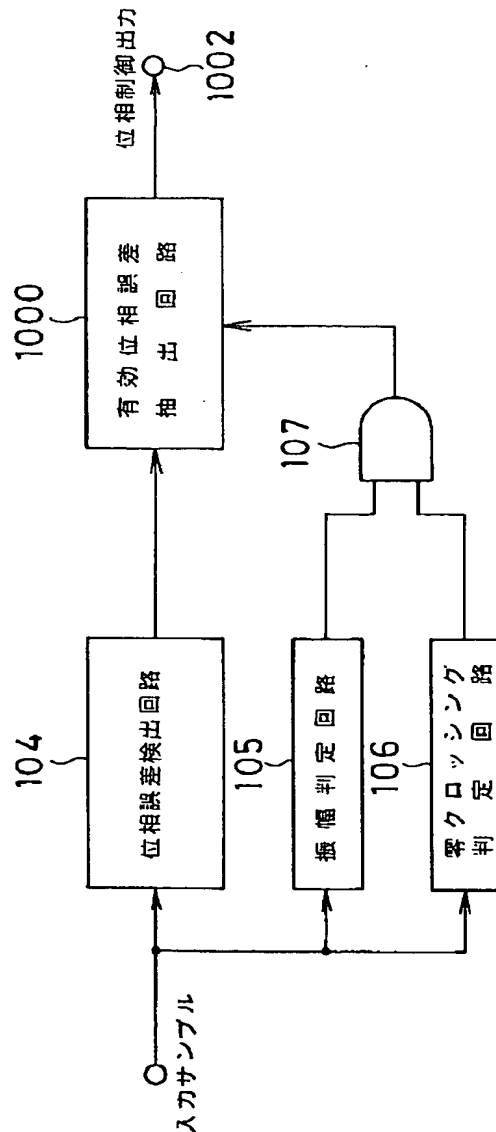 入力サンプル
104
位相誤差検出回路
105
振幅判定回路
106
零クロッシング
判定回路
107
1000
有効位相誤差
抽出回路
位相制御出力
1002